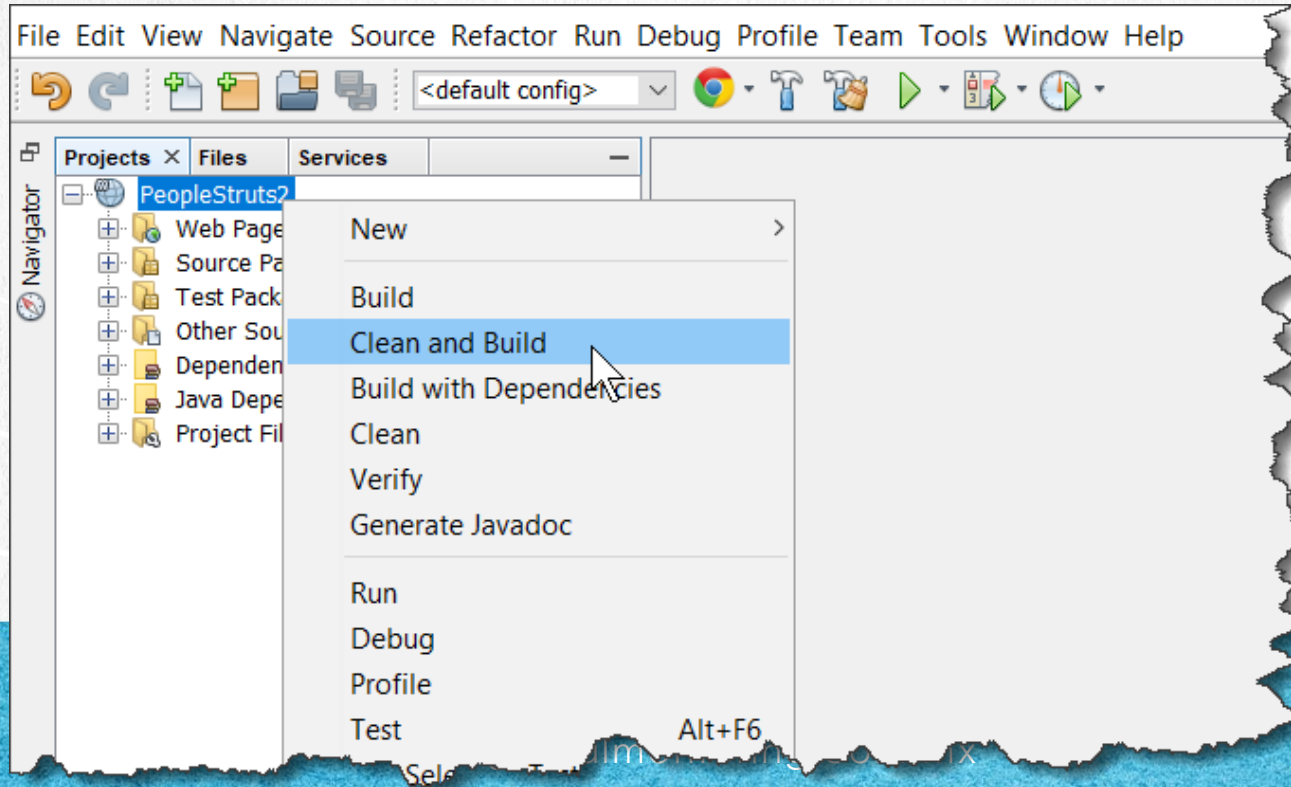 File Edit View Navigate Source Refactor Run Debug Profile Team Tools Window Help
<default config>
Projects Files Services
Navigator
PeopleStruts2
Web Page
Source Pa
Test Pack
Other Sou
Dependen
Java Depe
Project Fil
New
Build
Clean and Build
Build with Dependencies
Clean
Verify
Generate Javadoc
Run
Debug
Profile
Test Alt+F6